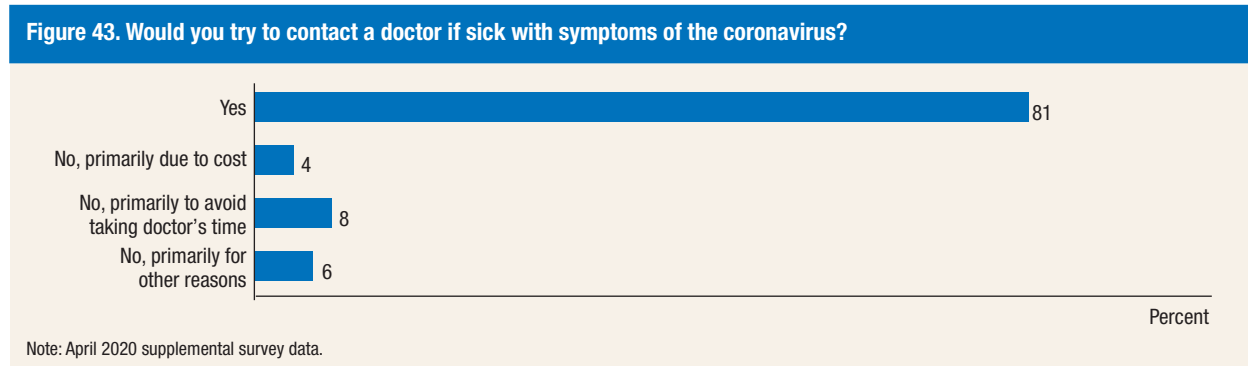 Figure 43. Would you try to contact a doctor if sick with symptoms of the coronavirus?
Yes
81
No, primarily due to cost
4
No, primarily to avoid
taking doctor’s time
8
No, primarily for
other reasons
6
Percent
Note: April 2020 supplemental survey data.